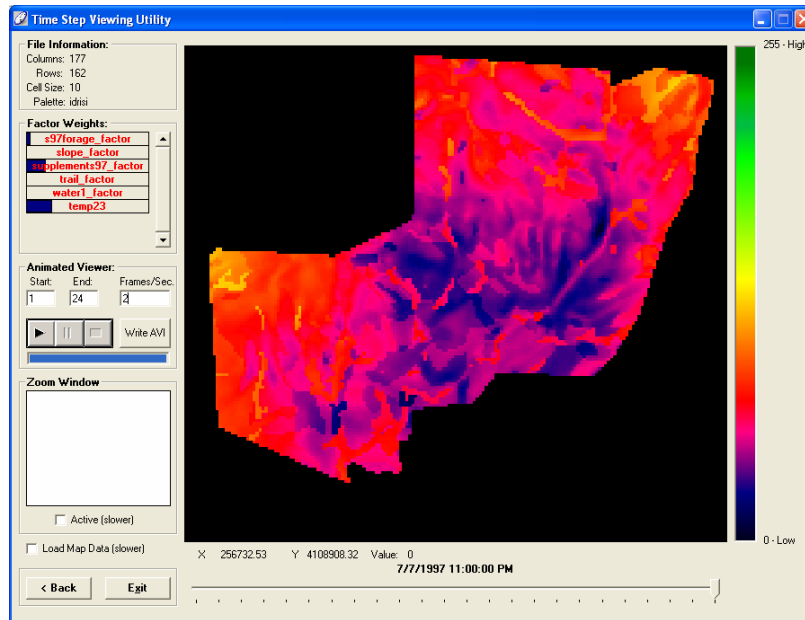 Time Step Viewing Utility
File Information:
Columns: 177
Rows: 162
Cell Size: 10
Palette: idrisi
Factor Weights:
s97forage_factor
slope_factor
supplements97_factor
trail_factor
water1_factor
temp23
Animated Viewer:
Start: End: Frames/Sec.
1 24 2
Write AVI
Zoom Window
Active (slower)
Load Map Data (slower)
< Back Exit
255 - High
0 - Low
X 256732.53 Y 4108908.32 Value: 0
7/7/1997 11:00:00 PM